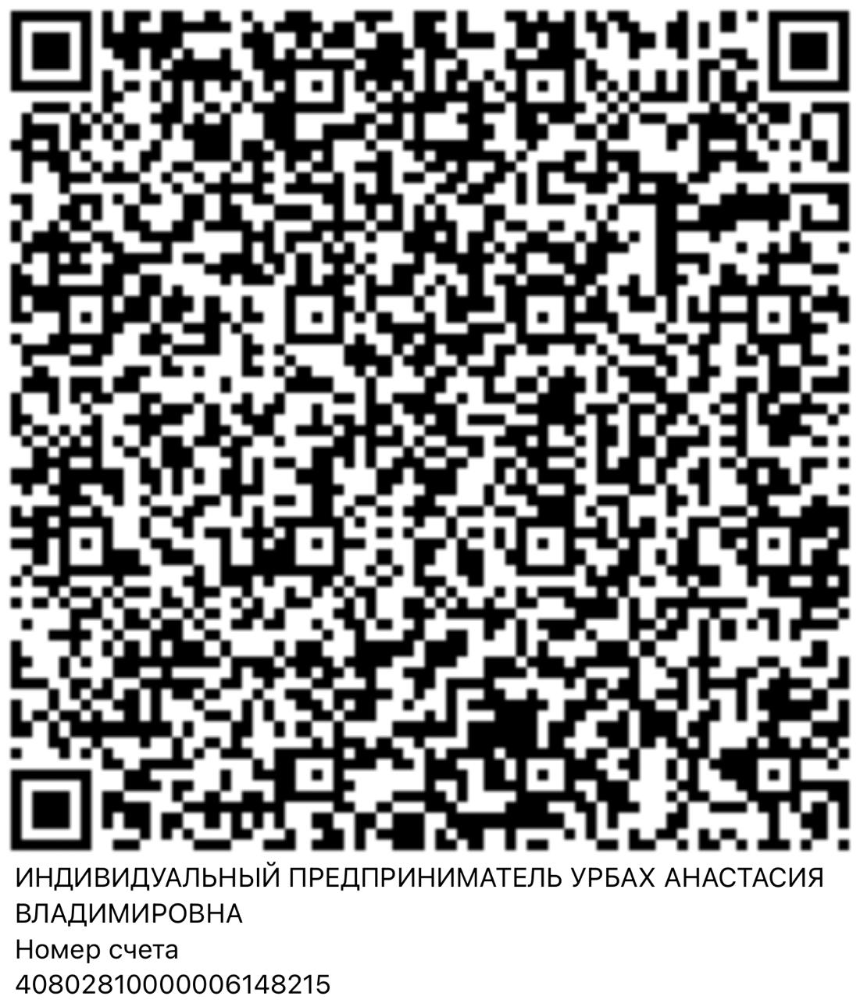 ИНДИВИДУАЛЬНЫЙ ПРЕДПРИНИМАТЕЛЬ УРБАХ АНАСТАСИЯ
ВЛАДИМИРОВНА
Номер счета
40802810000006148215